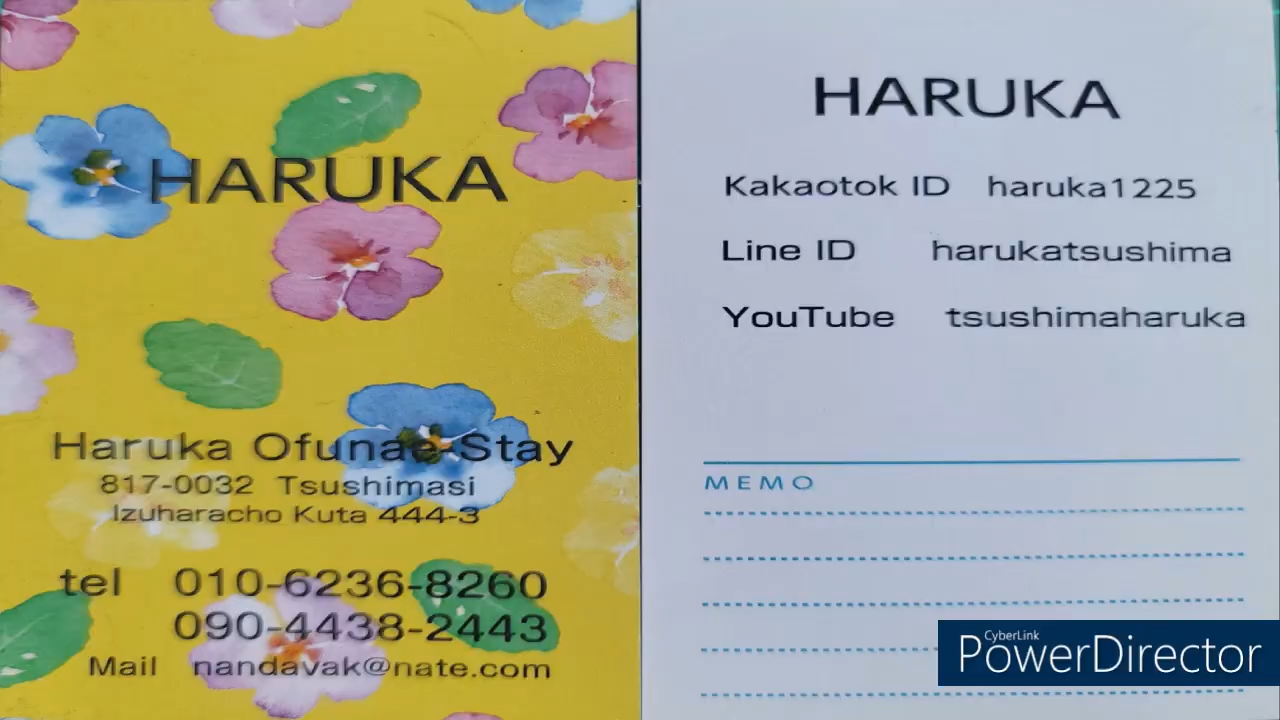 HARUKA
Haruka Ofunae Stay
817-0032 Tsushimasi
Izuharacho Kuta 444-3
tel 010-6236-8260
090-4438-2443
Mail nandavak@nate.com
HARUKA
Kakaotok ID haruka1225
Line ID harukatsushima
YouTube tsushimaharuka
MEMO
CyberLink
PowerDirector